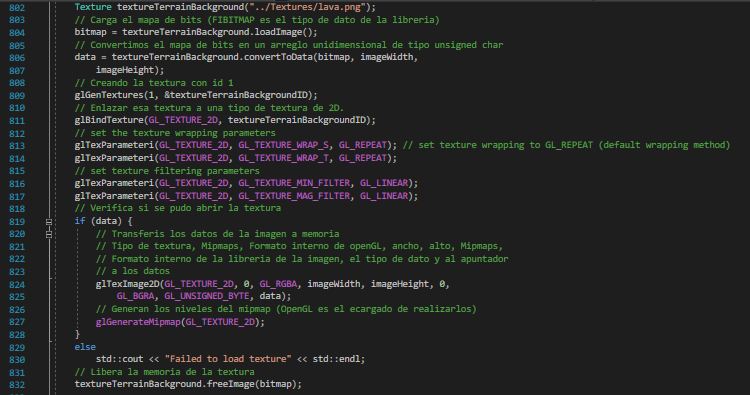 802 Texture textureTerrainBackground("../Textures/lava.png");
803 // Carga el mapa de bits (FIBITMAP es el tipo de dato de la libreria)
804 bitmap = textureTerrainBackground.loadImage();
805 // Convertimos el mapa de bits en un arreglo unidimensional de tipo unsigned char
806 data = textureTerrainBackground.convertToData(bitmap, imageWidth,
807 imageHeight);
808 // Creando la textura con id 1
809 glGenTextures(1, &textureTerrainBackgroundID);
810 // Enlazar esa textura a una tipo de textura de 2D.
811 glBindTexture(GL_TEXTURE_2D, textureTerrainBackgroundID);
812 // set the texture wrapping parameters
813 glTexParameteri(GL_TEXTURE_2D, GL_TEXTURE_WRAP_S, GL_REPEAT); // set texture wrapping to GL_REPEAT (default wrapping method)
814 glTexParameteri(GL_TEXTURE_2D, GL_TEXTURE_WRAP_T, GL_REPEAT);
815 // set texture filtering parameters
816 glTexParameteri(GL_TEXTURE_2D, GL_TEXTURE_MIN_FILTER, GL_LINEAR);
817 glTexParameteri(GL_TEXTURE_2D, GL_TEXTURE_MAG_FILTER, GL_LINEAR);
818 // Verifica si se pudo abrir la textura
819 if (data) {
820 // Transferis los datos de la imagen a memoria
821 // Tipo de textura, Mipmaps, Formato interno de openGL, ancho, alto, Mipmaps,
822 // Formato interno de la libreria de la imagen, el tipo de dato y al apuntador
823 // a los datos
824 glTexImage2D(GL_TEXTURE_2D, 0, GL_RGBA, imageWidth, imageHeight, 0,
825 GL_BGRA, GL_UNSIGNED_BYTE, data);
826 // Generan los niveles del mipmap (OpenGL es el ecargado de realizarlos)
827 glGenerateMipmap(GL_TEXTURE_2D);
828 }
829 else
830 std::cout << "Failed to load texture" << std::endl;
831 // Libera la memoria de la textura
832 textureTerrainBackground.freeImage(bitmap);